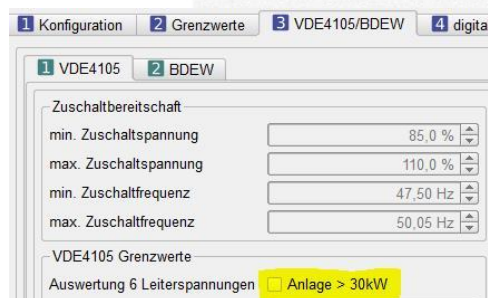 1 Konfiguration 2 Grenzwerte 3 VDE4105/BDEW 4 digita
1 VDE4105 2 BDEW
Zuschaltbereitschaft
min. Zuschaltspannung 85,0 %
max. Zuschaltspannung 110,0 %
min. Zuschaltfrequenz 47,50 Hz
max. Zuschaltfrequenz 50,05 Hz
VDE4105 Grenzwerte
Auswertung 6 Leiterspannungen Anlage > 30kW